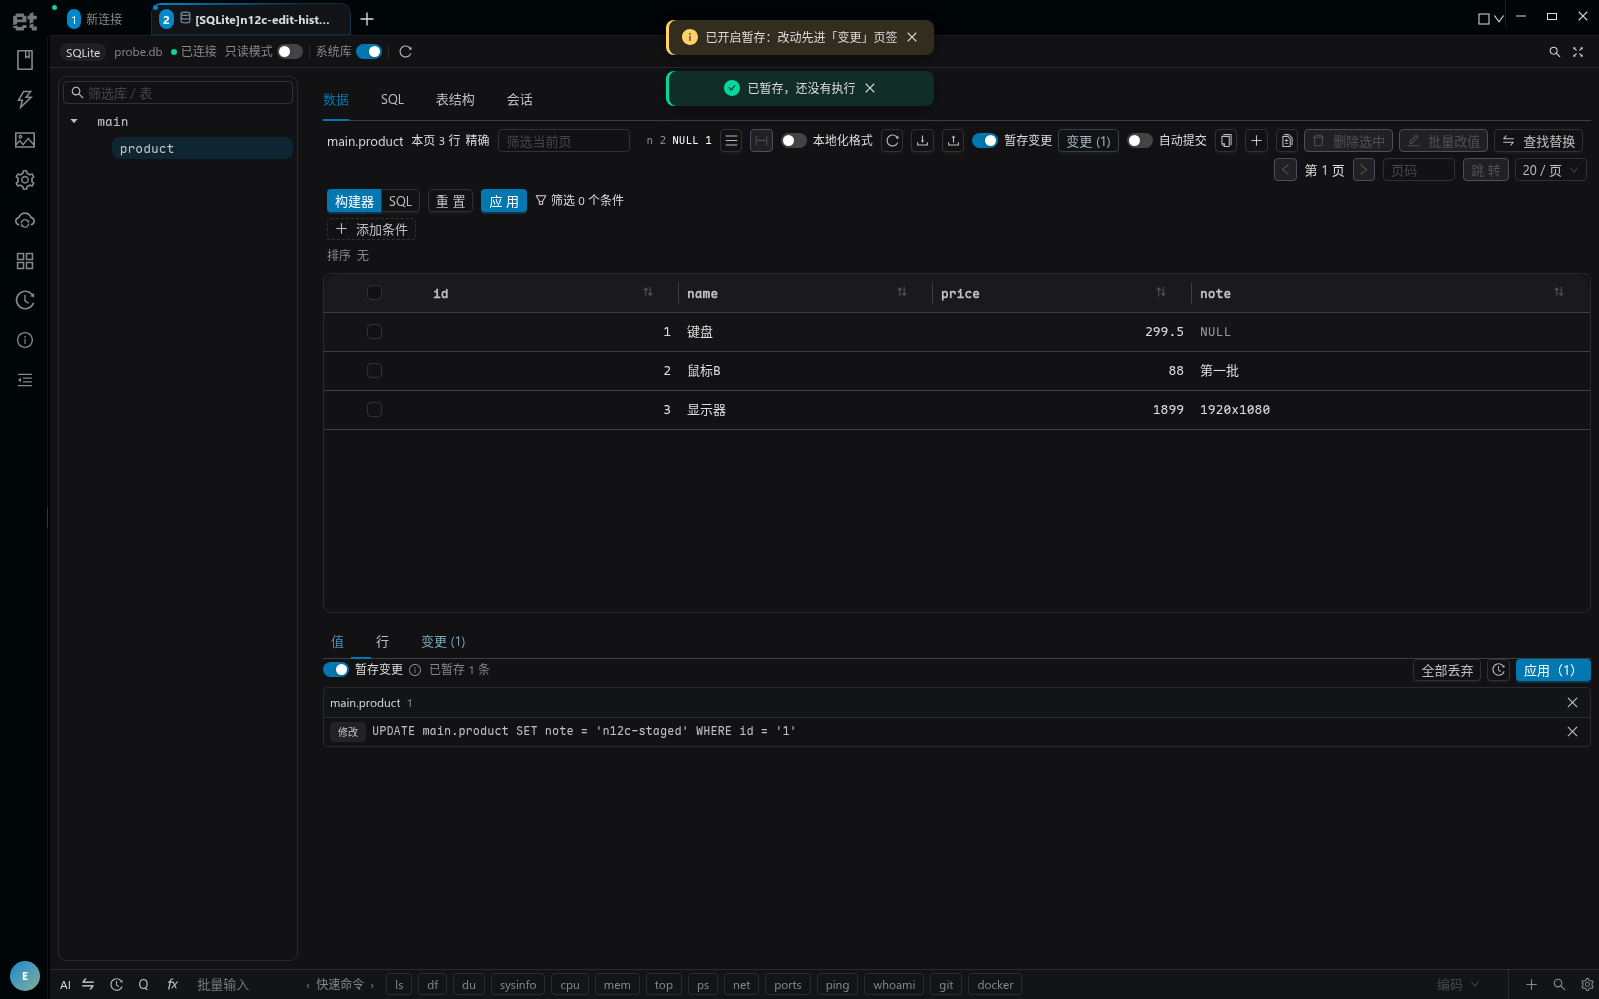 et
1 新连接
2 [SQLite]n12c-edit-hist...
已开启暂存：改动先进「变更」页签
已暂存，还没有执行
SQLite probe.db 已连接 只读模式 系统库
筛选库 / 表
main
product
数据 SQL 表结构 会话
main.product 本页 3 行 精确 筛选当前页 n 2 NULL 1 本地化格式 暂存变更 变更 (1) 自动提交 删除选中 批量改值 查找替换
第 1 页 页码 跳 转 20 / 页
构建器 SQL 重 置 应 用 筛选 0 个条件
添加条件
排序 无
id name price note
1 键盘 299.5 NULL
2 鼠标B 88 第一批
3 显示器 1899 1920x1080
值 行 变更 (1)
暂存变更 已暂存 1 条 全部丢弃 应用（1）
main.product 1
修改 UPDATE main.product SET note = 'n12c-staged' WHERE id = '1'
E
AI Q fx 批量输入 ‹ 快速命令 › ls df du sysinfo cpu mem top ps net ports ping whoami git docker 编码